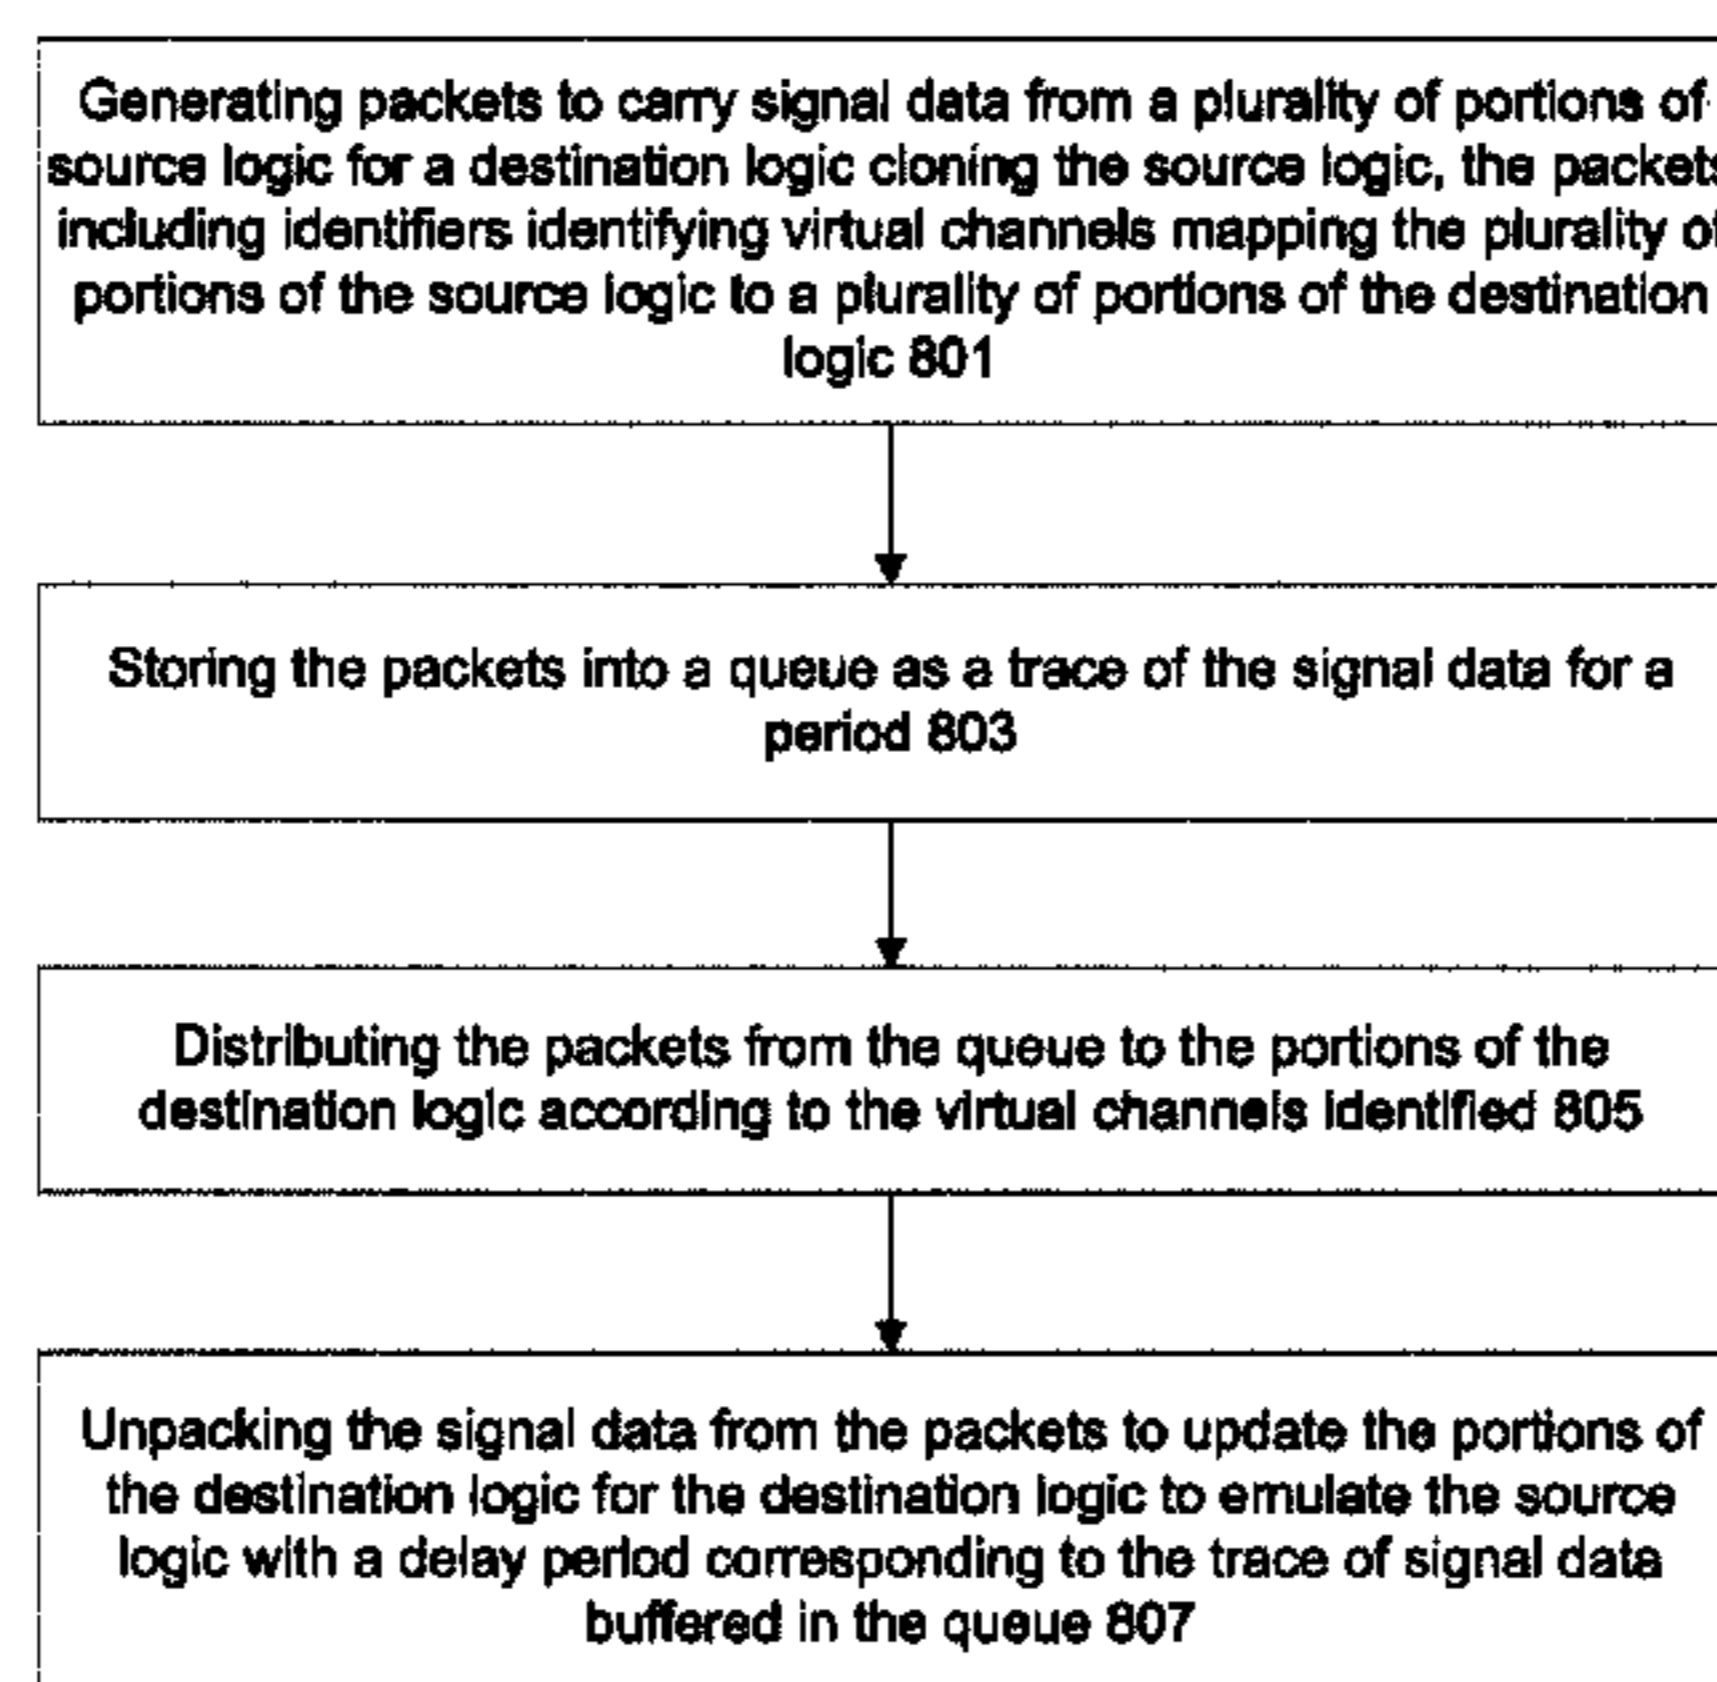 Generating packets to carry signal data from a plurality of portions of
source logic for a destination logic cloning the source logic, the packets
including identifiers identifying virtual channels mapping the plurality of
portions of the source logic to a plurality of portions of the destination
logic 801
Storing the packets into a queue as a trace of the signal data for a
period 803
Distributing the packets from the queue to the portions of the
destination logic according to the virtual channels identified 805
Unpacking the signal data from the packets to update the portions of
the destination logic for the destination logic to emulate the source
logic with a delay period corresponding to the trace of signal data
buffered in the queue 807